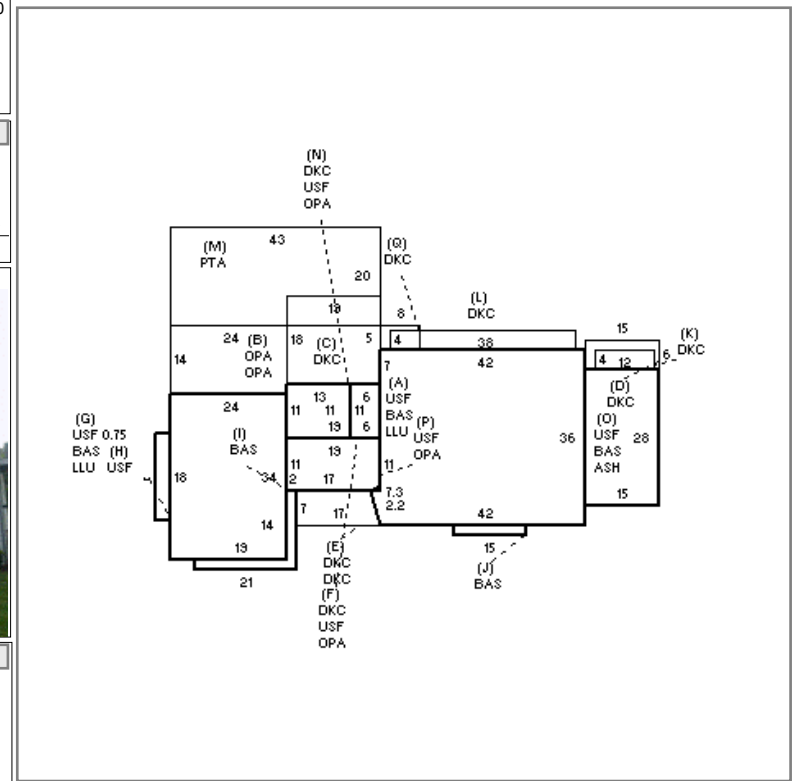 (N)
DKC
USF
OPA
(M)
PTA
43
20
(Q)
DKC
(L)
DKC
8
15
(K)
DKC
6
19
24
(B)
OPA
OPA
18
(C)
DKC
5
4
38
42
4
12
14
7
(A)
USF
BAS
LLU
(D)
DKC
(O)
USF
BAS
ASH
28
24
13
11
11
19
6
11
6
(P)
USF
OPA
36
(G)
USF 0.75
BAS (H)
LLU USF
(I)
BAS
19
11
2
17
11
18
34
7.3
2.2
15
14
7
17
42
19
21
15
(J)
BAS
(E)
DKC
DKC
(F)
DKC
USF
OPA